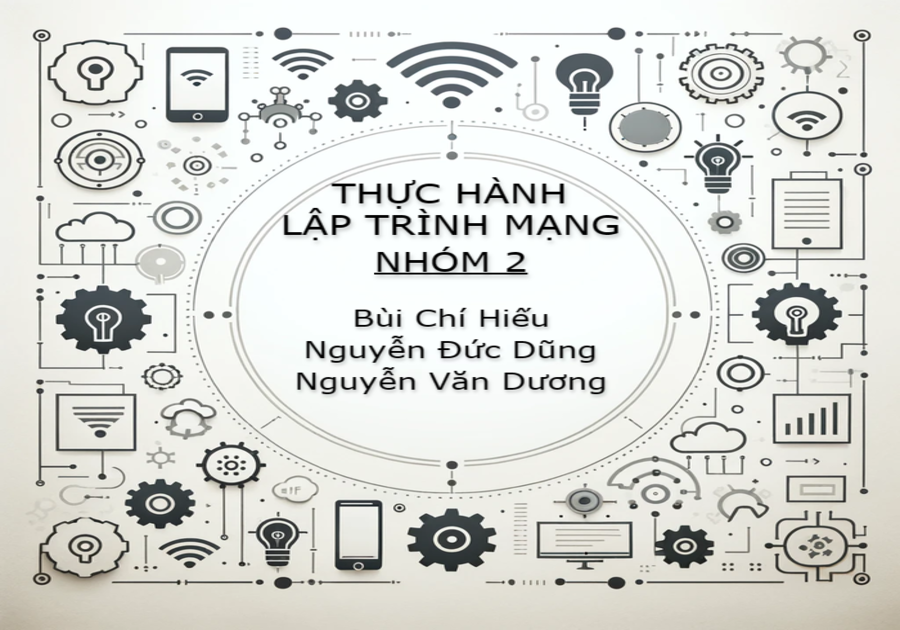 THỰC HÀNH
LẬP TRÌNH MẠNG
NHÓM 2
Bùi Chí Hiếu
Nguyễn Đức Dũng
Nguyễn Văn Dương